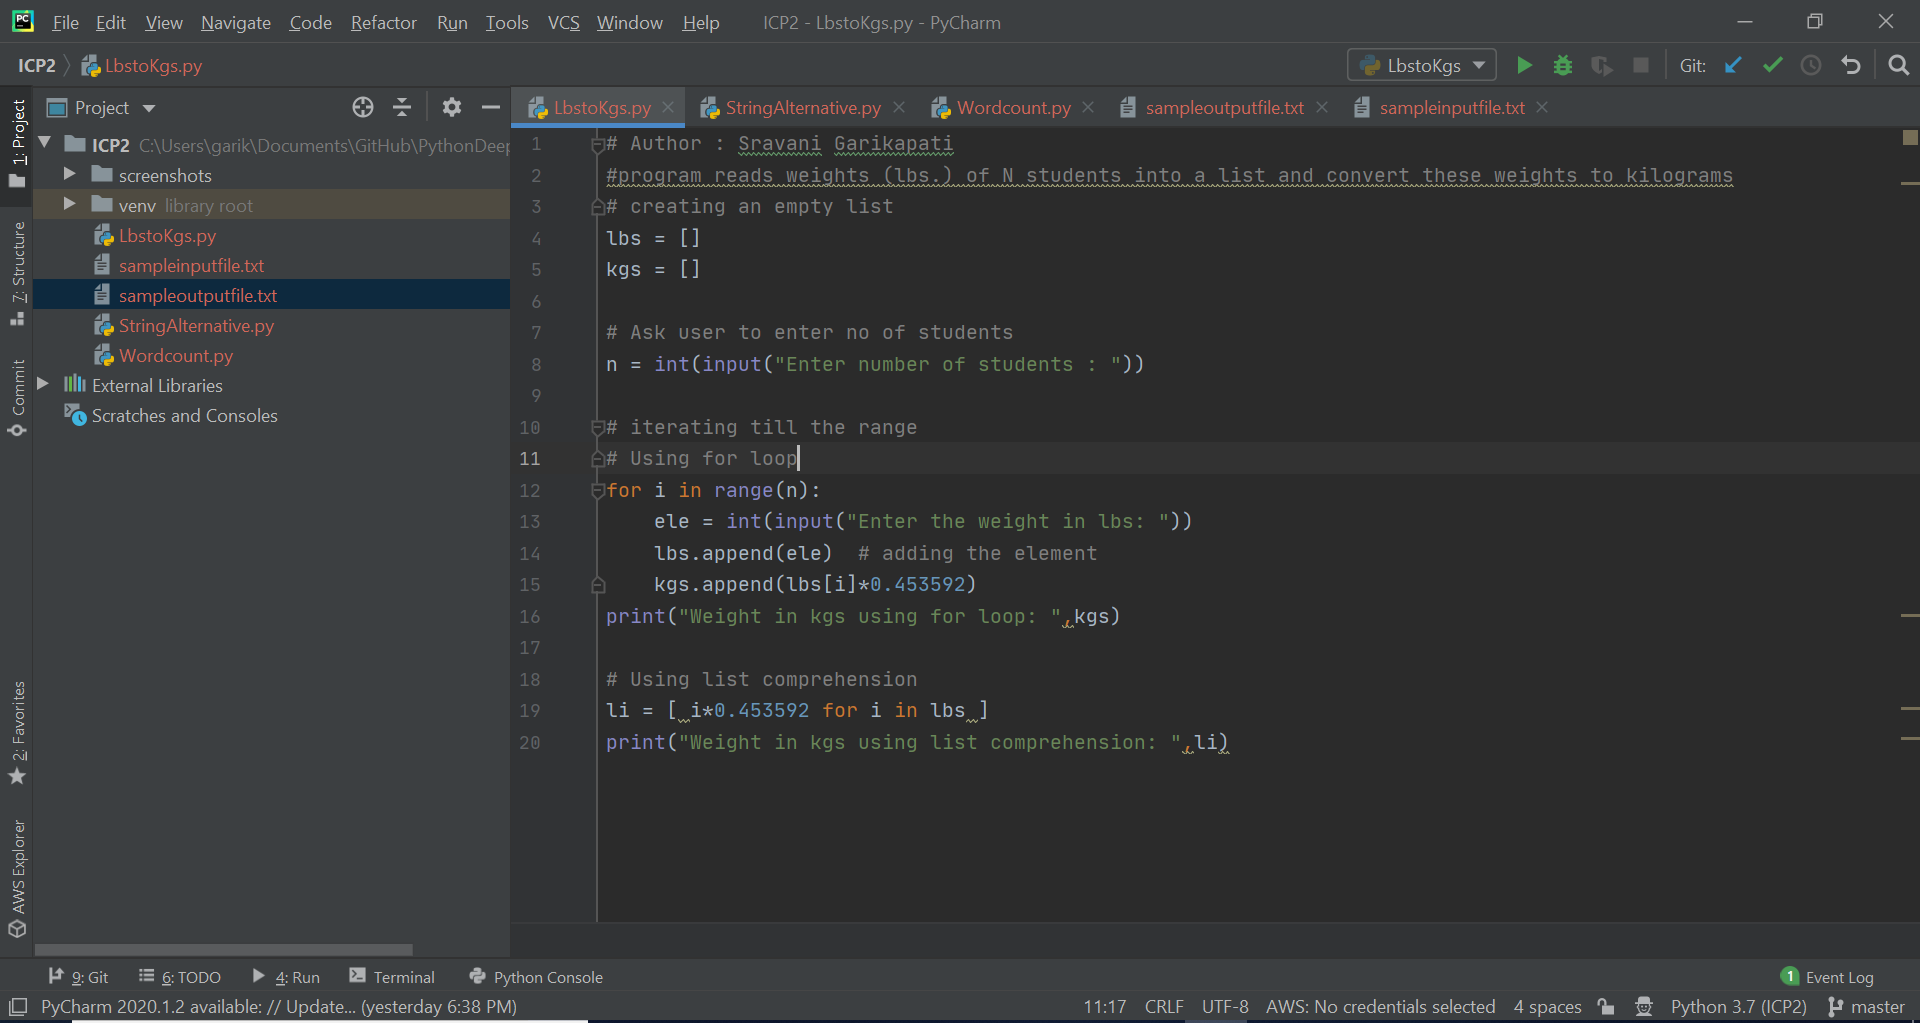 PC File Edit View Navigate Code Refactor Run Tools VCS Window Help ICP2 - LbstoKgs.py - PyCharm
ICP2 LbstoKgs.py LbstoKgs Git:
1: Project
7: Structure
Commit
2: Favorites
AWS Explorer
Project
ICP2 C:\Users\garik\Documents\GitHub\PythonDeep
screenshots
venv library root
LbstoKgs.py
sampleinputfile.txt
sampleoutputfile.txt
StringAlternative.py
Wordcount.py
External Libraries
Scratches and Consoles
LbstoKgs.py StringAlternative.py Wordcount.py sampleoutputfile.txt sampleinputfile.txt
1 # Author : Sravani Garikapati
2 #program reads weights (lbs.) of N students into a list and convert these weights to kilograms
3 # creating an empty list
4 lbs = []
5 kgs = []
6
7 # Ask user to enter no of students
8 n = int(input("Enter number of students : "))
9
10 # iterating till the range
11 # Using for loop
12 for i in range(n):
13     ele = int(input("Enter the weight in lbs: "))
14     lbs.append(ele)  # adding the element
15     kgs.append(lbs[i]*0.453592)
16 print("Weight in kgs using for loop: ",kgs)
17
18 # Using list comprehension
19 li = [ i*0.453592 for i in lbs ]
20 print("Weight in kgs using list comprehension: ",li)
9: Git 6: TODO 4: Run Terminal Python Console 1 Event Log
PyCharm 2020.1.2 available: // Update... (yesterday 6:38 PM) 11:17 CRLF UTF-8 AWS: No credentials selected 4 spaces Python 3.7 (ICP2) master